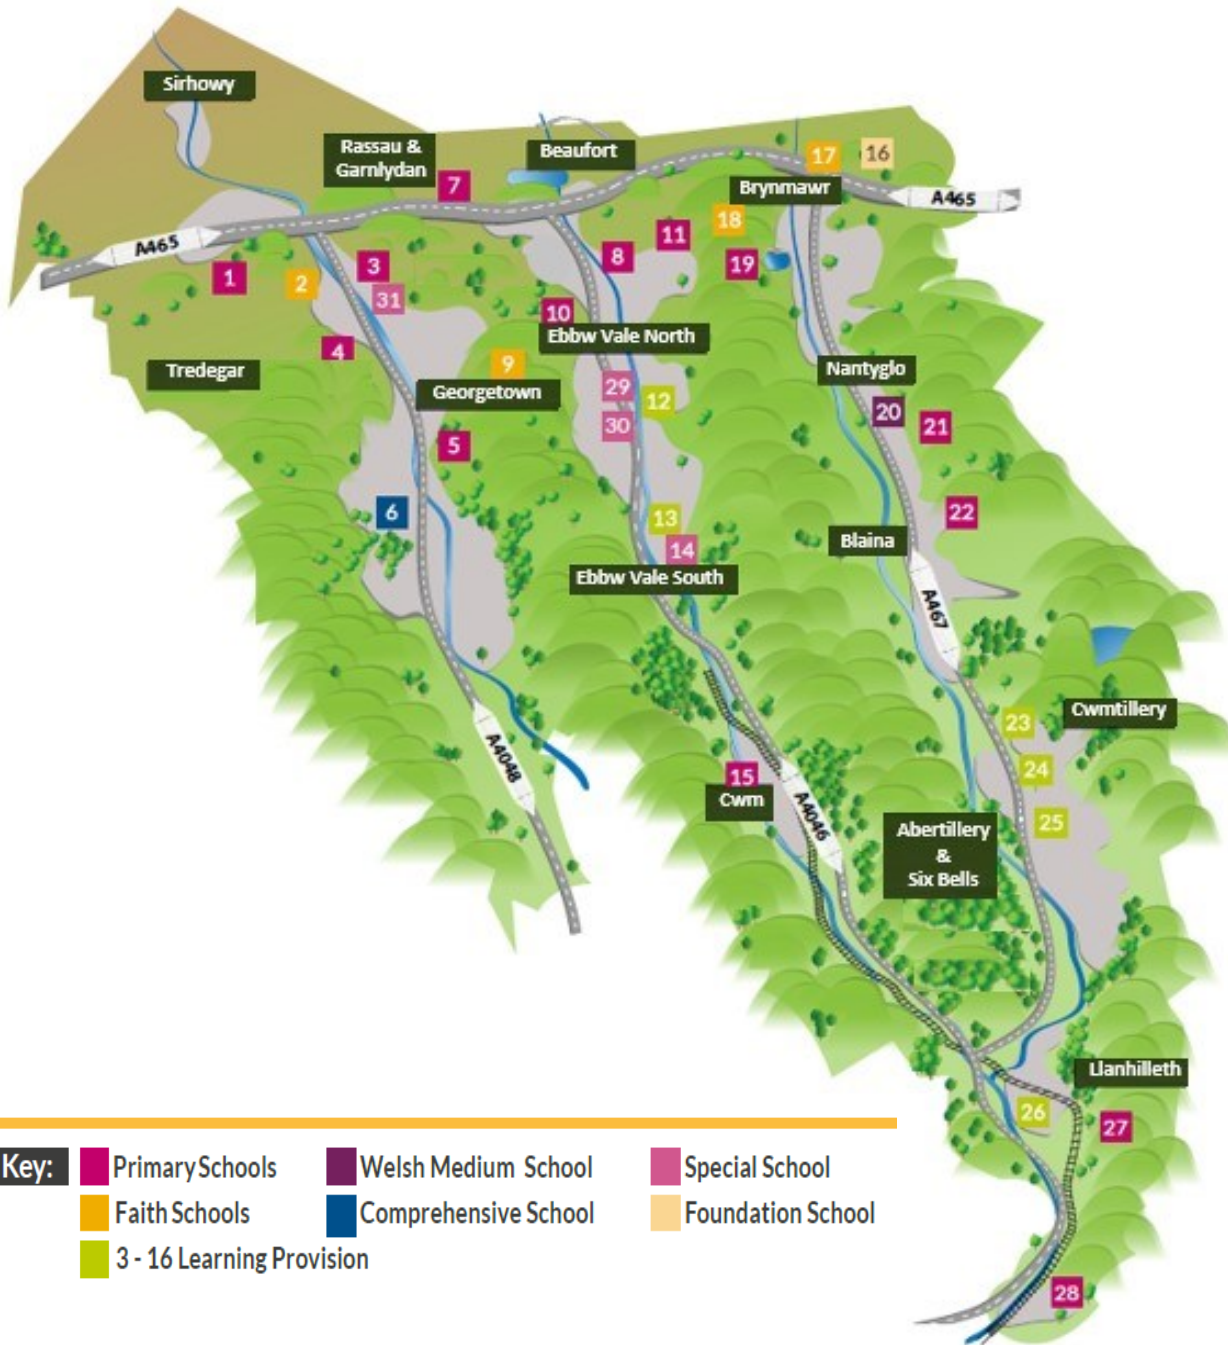 Sirhowy
Rassau &
Garnlydan
Beaufort
7
17
16
Brynmawr
A465
A465
18
11
8
19
1
2
3
31
10
Ebbw Vale North
4
9
Tredegar
Georgetown
Nantyglo
29
12
30
20
21
5
6
13
22
14
Blaina
Ebbw Vale South
A467
23
Cwmtillery
A4048
24
15
Cwm
A4046
25
Abertillery
&
Six Bells
Llanhilleth
26
27
28
Key:
Primary Schools
Welsh Medium School
Special School
Faith Schools
Comprehensive School
Foundation School
3 - 16 Learning Provision